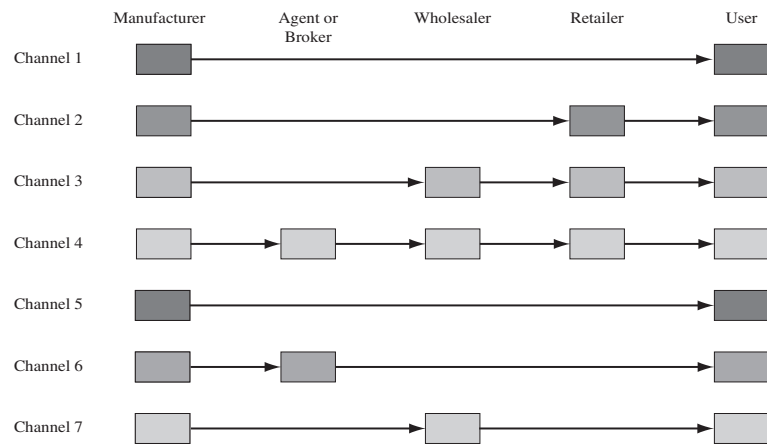 Manufacturer Agent or Wholesaler Retailer User
Broker
Channel 1
Channel 2
Channel 3
Channel 4
Channel 5
Channel 6
Channel 7